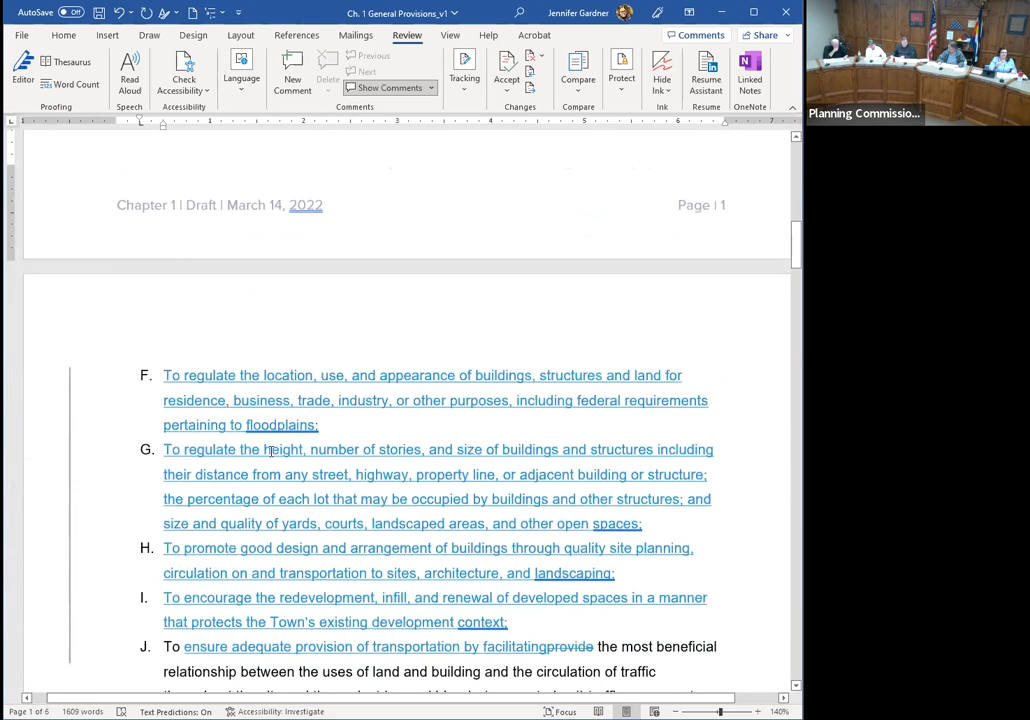 AutoSave Off Ch. 1 General Provisions_v1 Jennifer Gardner
File Home Insert Draw Design Layout References Mailings Review View Help Acrobat Comments Share
Editor Thesaurus Word Count Read Aloud Check Accessibility Language New Comment Delete Previous Next Show Comments Tracking Accept Compare Protect Hide Ink Resume Assistant Linked Notes
Proofing Speech Accessibility Comments Changes Compare Ink Resume OneNote
Planning Commissio...
1 1 2 3 4 5 6 7
Chapter 1 | Draft | March 14, 2022 Page | 1
F. To regulate the location, use, and appearance of buildings, structures and land for
residence, business, trade, industry, or other purposes, including federal requirements
pertaining to floodplains;
G. To regulate the height, number of stories, and size of buildings and structures including
their distance from any street, highway, property line, or adjacent building or structure;
the percentage of each lot that may be occupied by buildings and other structures; and
size and quality of yards, courts, landscaped areas, and other open spaces;
H. To promote good design and arrangement of buildings through quality site planning,
circulation on and transportation to sites, architecture, and landscaping;
I. To encourage the redevelopment, infill, and renewal of developed spaces in a manner
that protects the Town's existing development context;
J. To ensure adequate provision of transportation by facilitatingprovide the most beneficial
relationship between the uses of land and building and the circulation of traffic
Page 1 of 6 1609 words Text Predictions: On Accessibility: Investigate Focus 140%